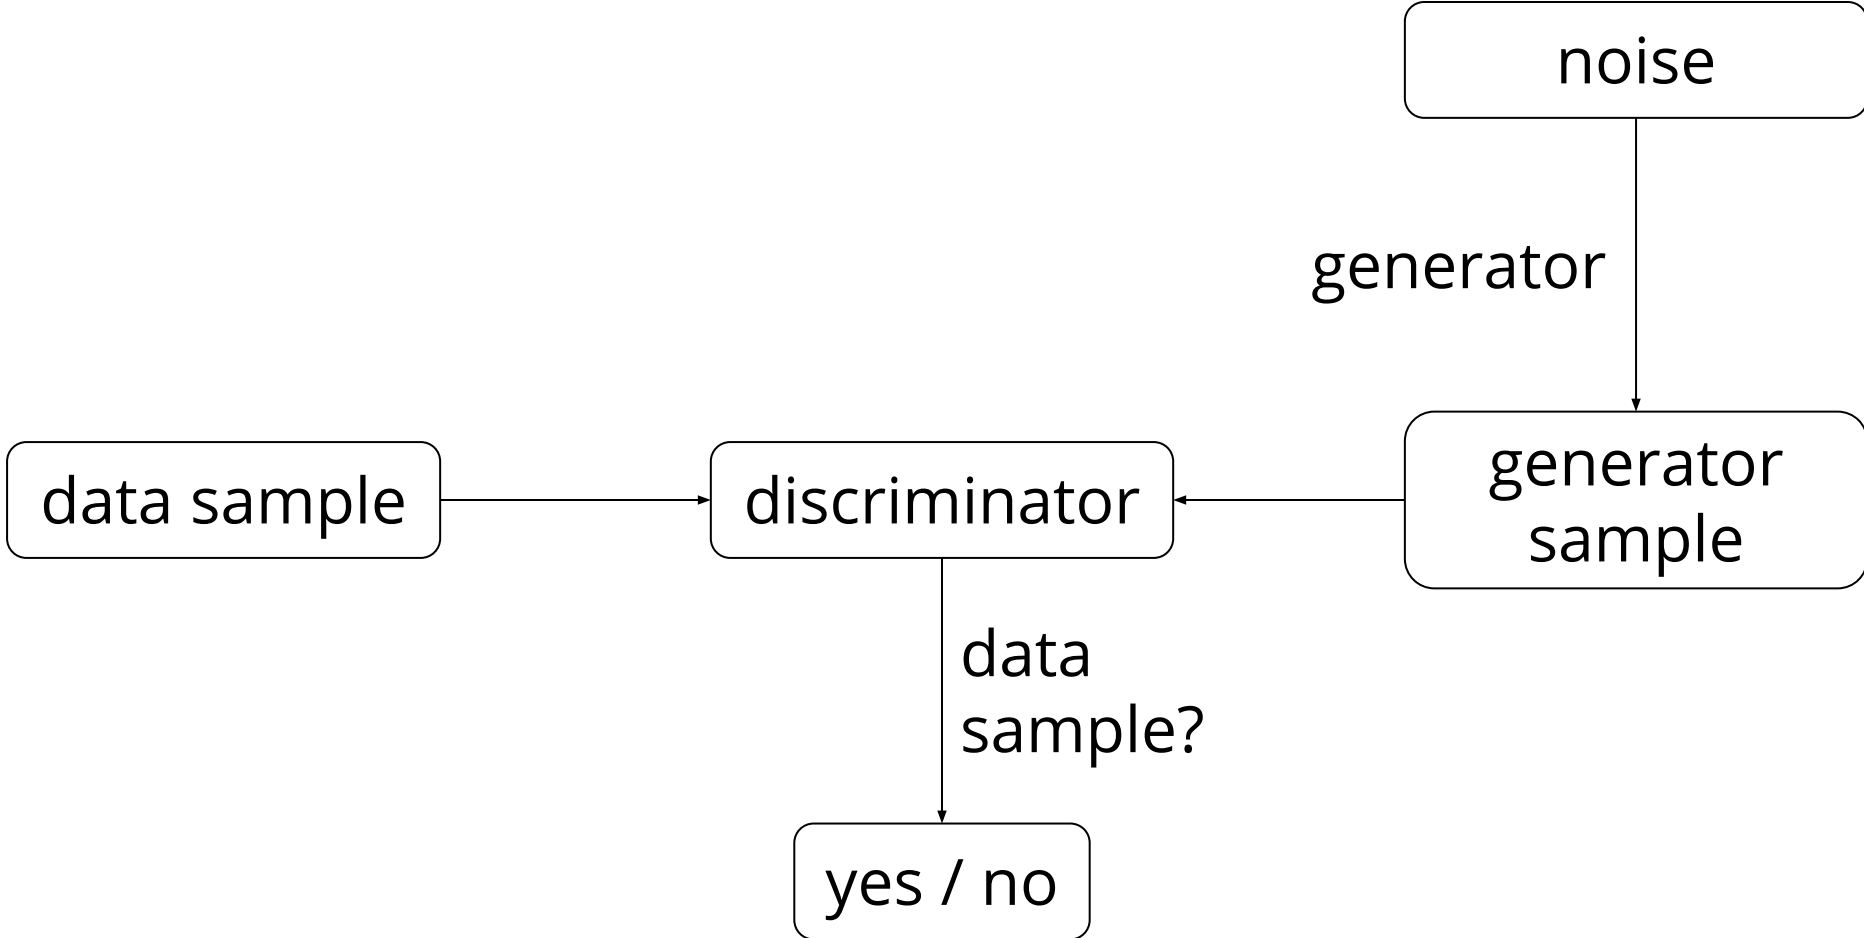 noise
generator
data sample
discriminator
generator
sample
data
sample?
yes / no